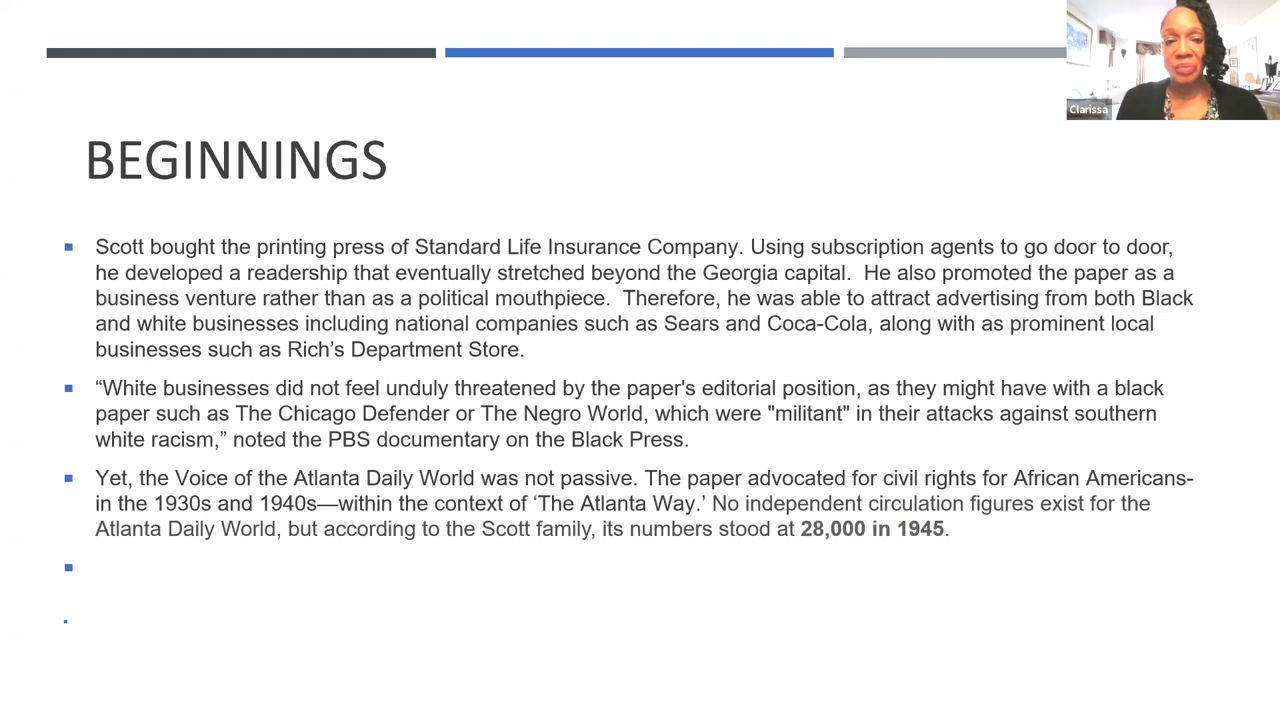 Clarissa
BEGINNINGS
Scott bought the printing press of Standard Life Insurance Company. Using subscription agents to go door to door,
he developed a readership that eventually stretched beyond the Georgia capital.  He also promoted the paper as a
business venture rather than as a political mouthpiece.  Therefore, he was able to attract advertising from both Black
and white businesses including national companies such as Sears and Coca-Cola, along with as prominent local
businesses such as Rich’s Department Store.
“White businesses did not feel unduly threatened by the paper's editorial position, as they might have with a black
paper such as The Chicago Defender or The Negro World, which were "militant" in their attacks against southern
white racism,” noted the PBS documentary on the Black Press.
Yet, the Voice of the Atlanta Daily World was not passive. The paper advocated for civil rights for African Americans-
in the 1930s and 1940s—within the context of ‘The Atlanta Way.’ No independent circulation figures exist for the
Atlanta Daily World, but according to the Scott family, its numbers stood at 28,000 in 1945.